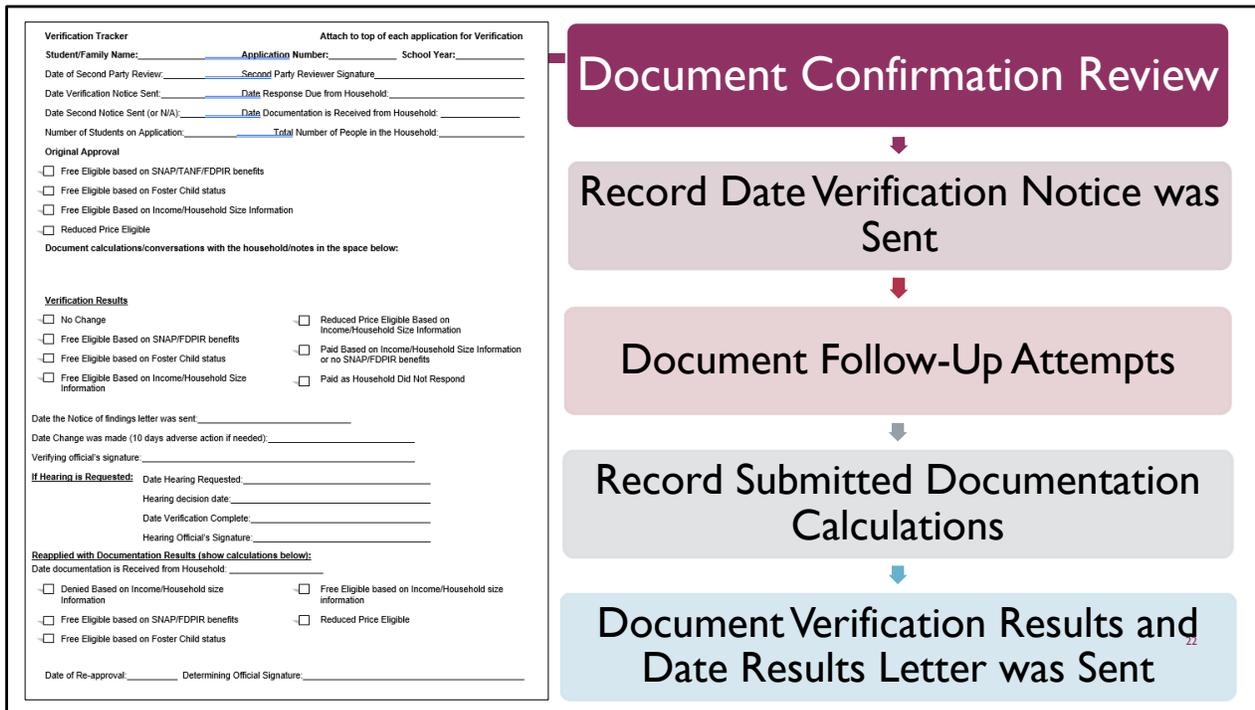 Verification Tracker Attach to top of each application for Verification
Student/Family Name: Application Number: School Year:
Date of Second Party Review: Second Party Reviewer Signature
Date Verification Notice Sent: Date Response Due from Household:
Date Second Notice Sent (or N/A): Date Documentation is Received from Household:
Number of Students on Application: Total Number of People in the Household:
Original Approval
Free Eligible based on SNAP/TANF/FDPIR benefits
Free Eligible based on Foster Child status
Free Eligible Based on Income/Household Size Information
Reduced Price Eligible
Document calculations/conversations with the household/notes in the space below:
Verification Results
No Change
Free Eligible Based on SNAP/FDPIR benefits
Free Eligible based on Foster Child status
Free Eligible Based on Income/Household Size
Information
Reduced Price Eligible Based on
Income/Household Size Information
Paid Based on Income/Household Size Information
or no SNAP/FDPIR benefits
Paid as Household Did Not Respond
Date the Notice of findings letter was sent:
Date Change was made (10 days adverse action if needed):
Verifying official's signature:
If Hearing is Requested: Date Hearing Requested:
Hearing decision date:
Date Verification Complete:
Hearing Official's Signature:
Reapplied with Documentation Results (show calculations below):
Date documentation is Received from Household:
Denied Based on Income/Household size
Information
Free Eligible based on SNAP/FDPIR benefits
Free Eligible based on Foster Child status
Free Eligible based on Income/Household size
information
Reduced Price Eligible
Date of Re-approval: Determining Official Signature:
Document Confirmation Review
Record Date Verification Notice was
Sent
Document Follow-Up Attempts
Record Submitted Documentation
Calculations
Document Verification Results and
Date Results Letter was Sent
22